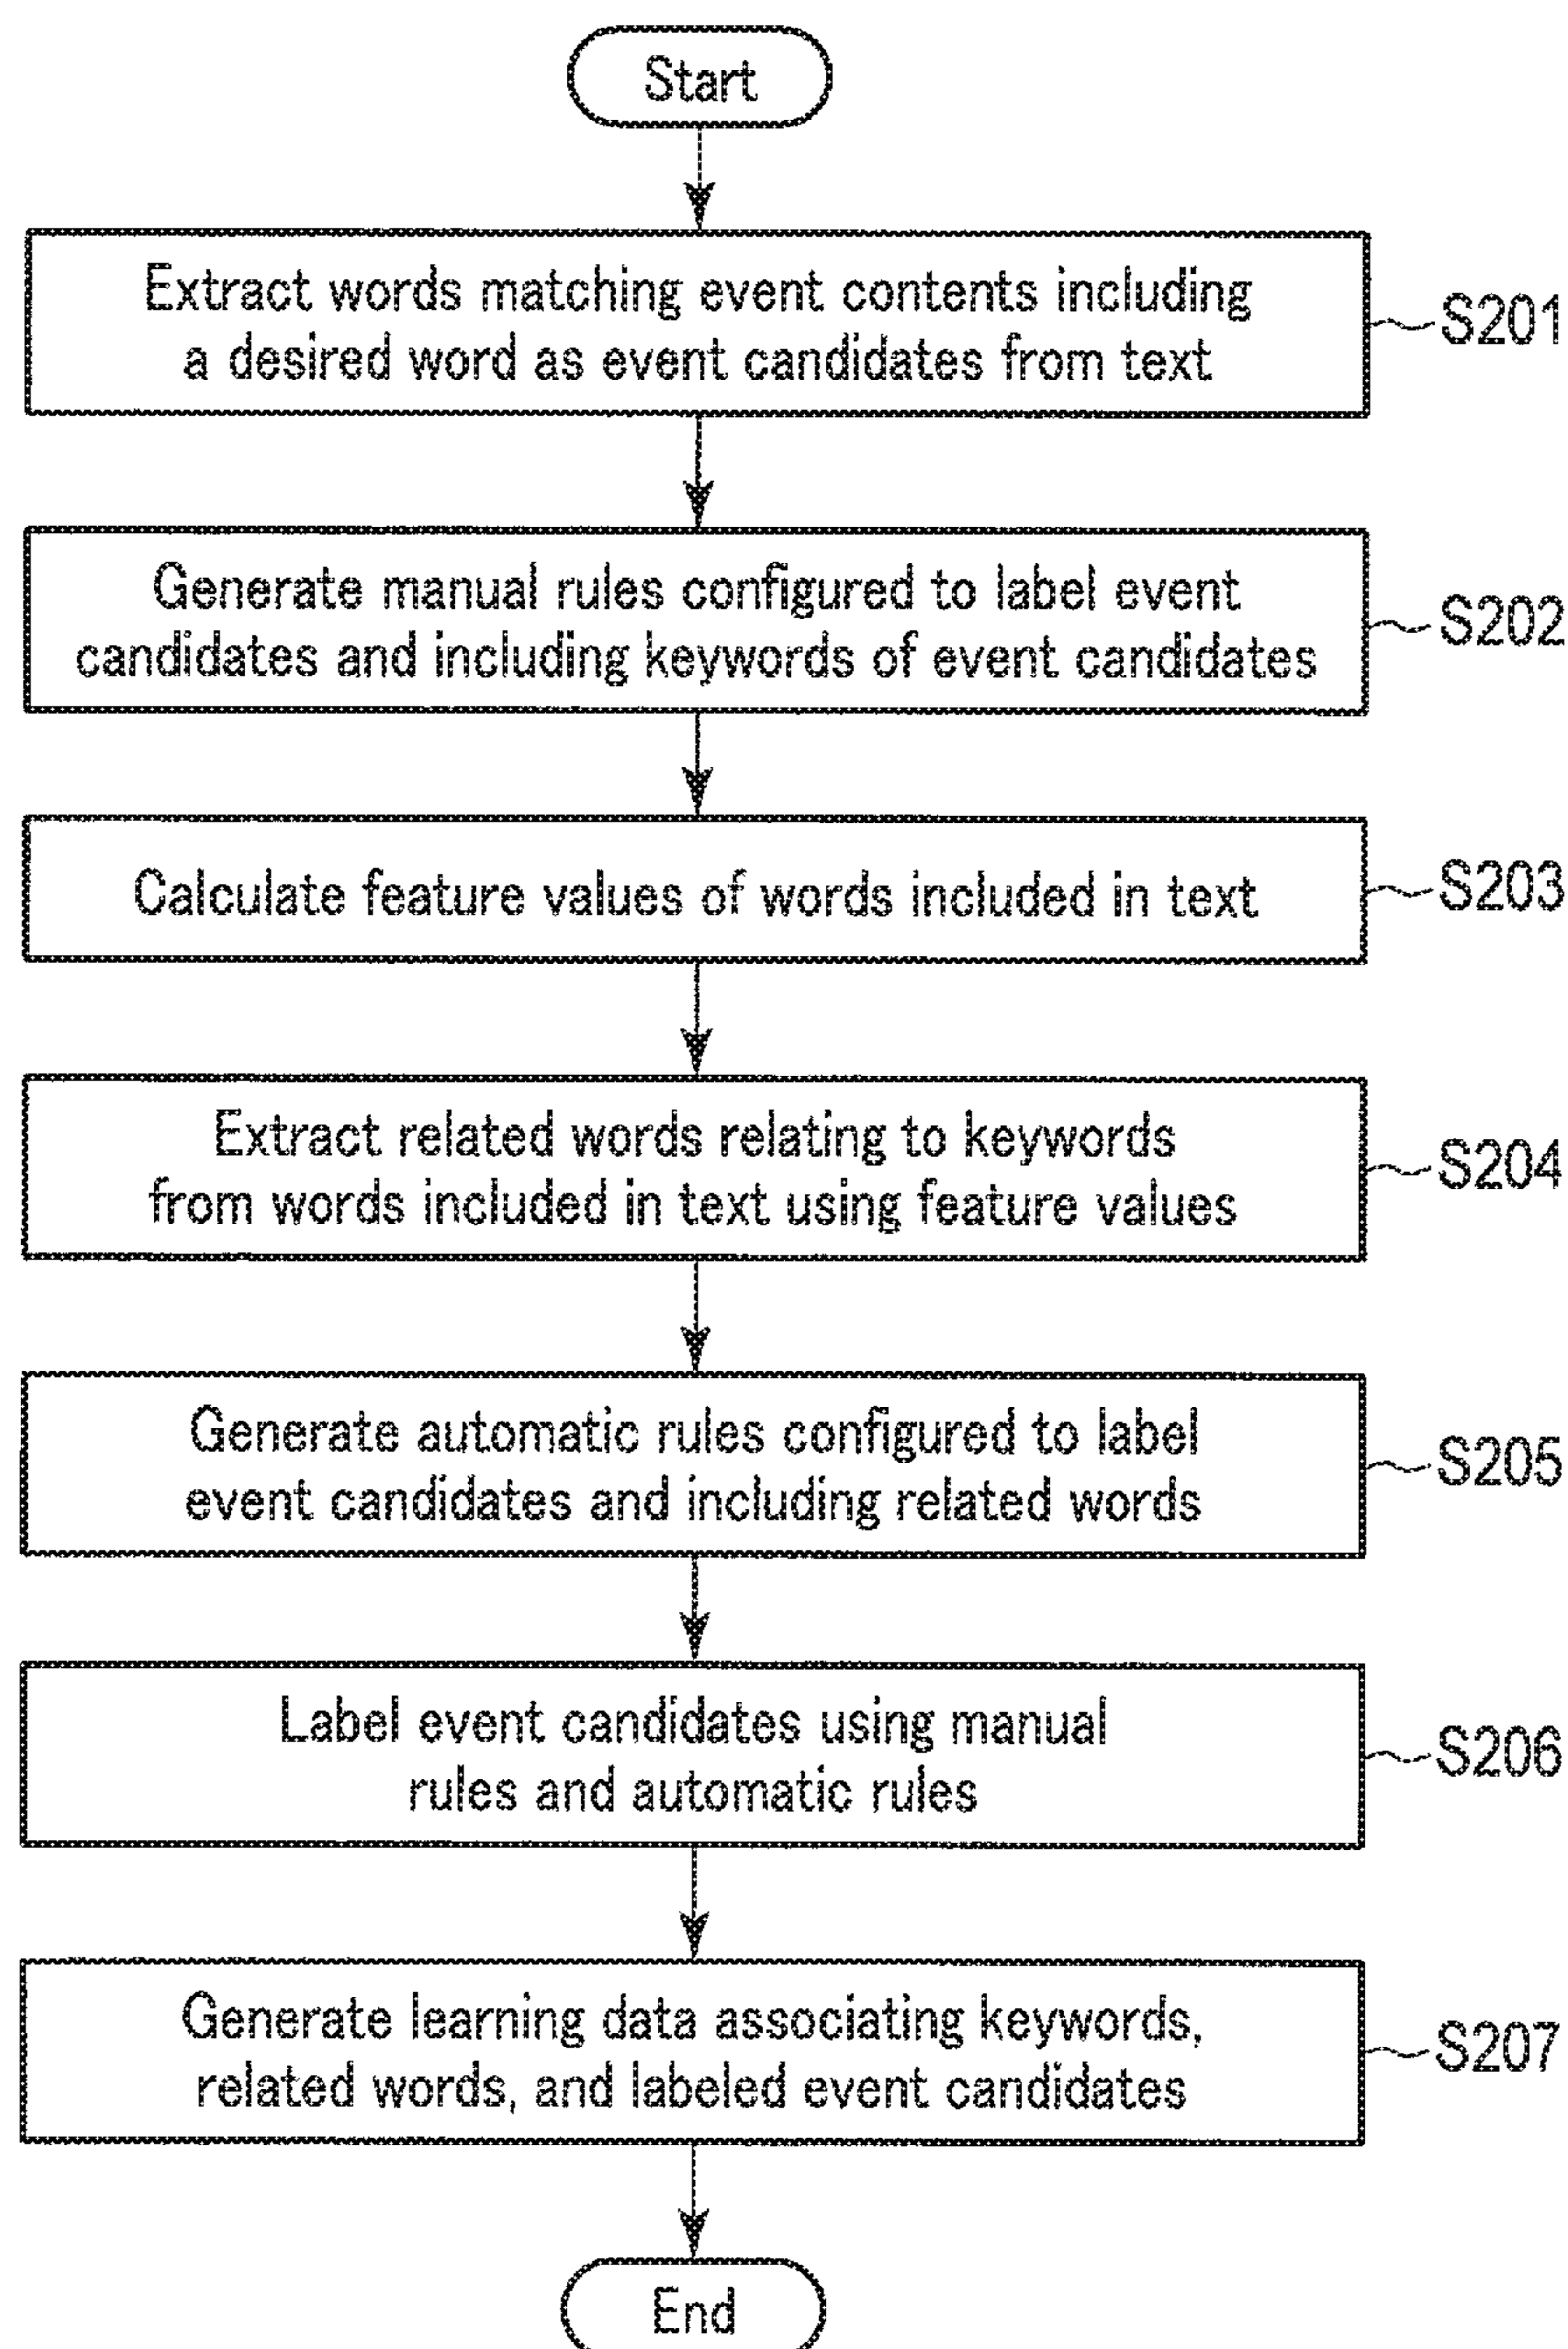 Start
Extract words matching event contents including
a desired word as event candidates from text
S201
Generate manual rules configured to label event
candidates and including keywords of event candidates
S202
Calculate feature values of words included in text
S203
Extract related words relating to keywords
from words included in text using feature values
S204
Generate automatic rules configured to label
event candidates and including related words
S205
Label event candidates using manual
rules and automatic rules
S206
Generate learning data associating keywords,
related words, and labeled event candidates
S207
End